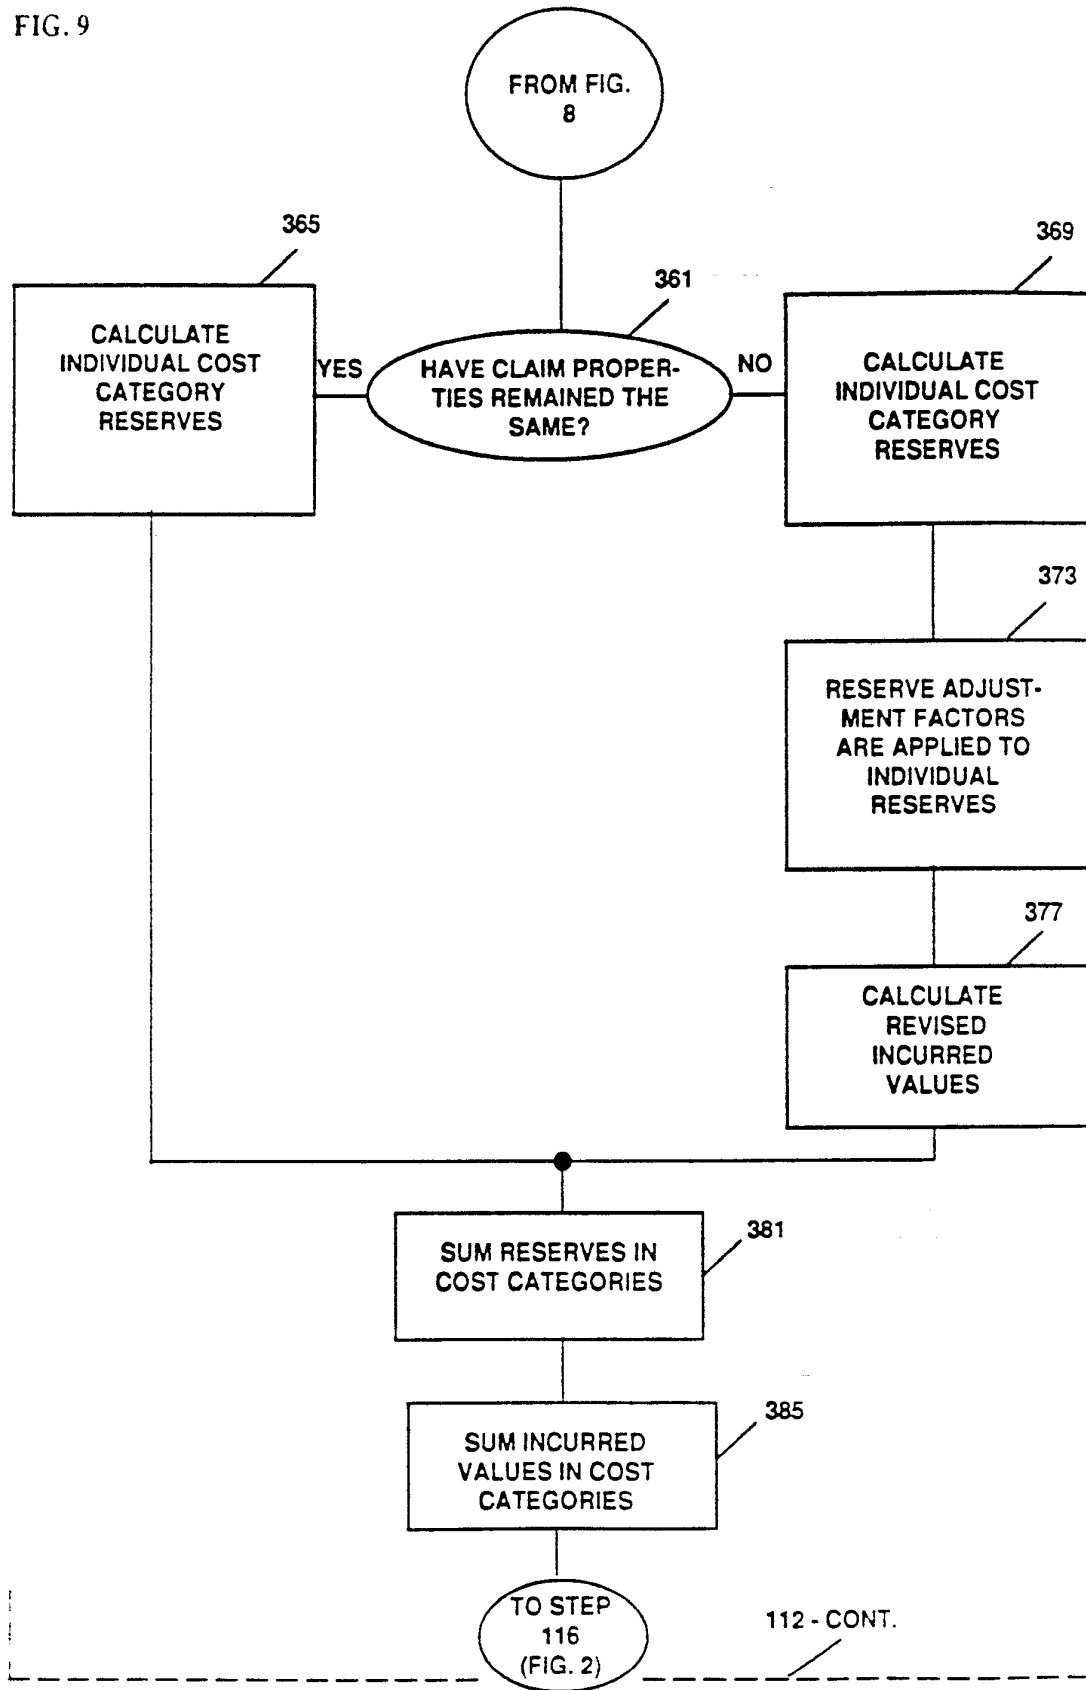 FIG. 9
FROM FIG.
8
365
361
369
CALCULATE
INDIVIDUAL COST
CATEGORY
RESERVES
YES
HAVE CLAIM PROPER-
TIES REMAINED THE
SAME?
NO
CALCULATE
INDIVIDUAL COST
CATEGORY
RESERVES
373
RESERVE ADJUST-
MENT FACTORS
ARE APPLIED TO
INDIVIDUAL
RESERVES
377
CALCULATE
REVISED
INCURRED
VALUES
381
SUM RESERVES IN
COST CATEGORIES
385
SUM INCURRED
VALUES IN COST
CATEGORIES
TO STEP
116
(FIG. 2)
112 - CONT.